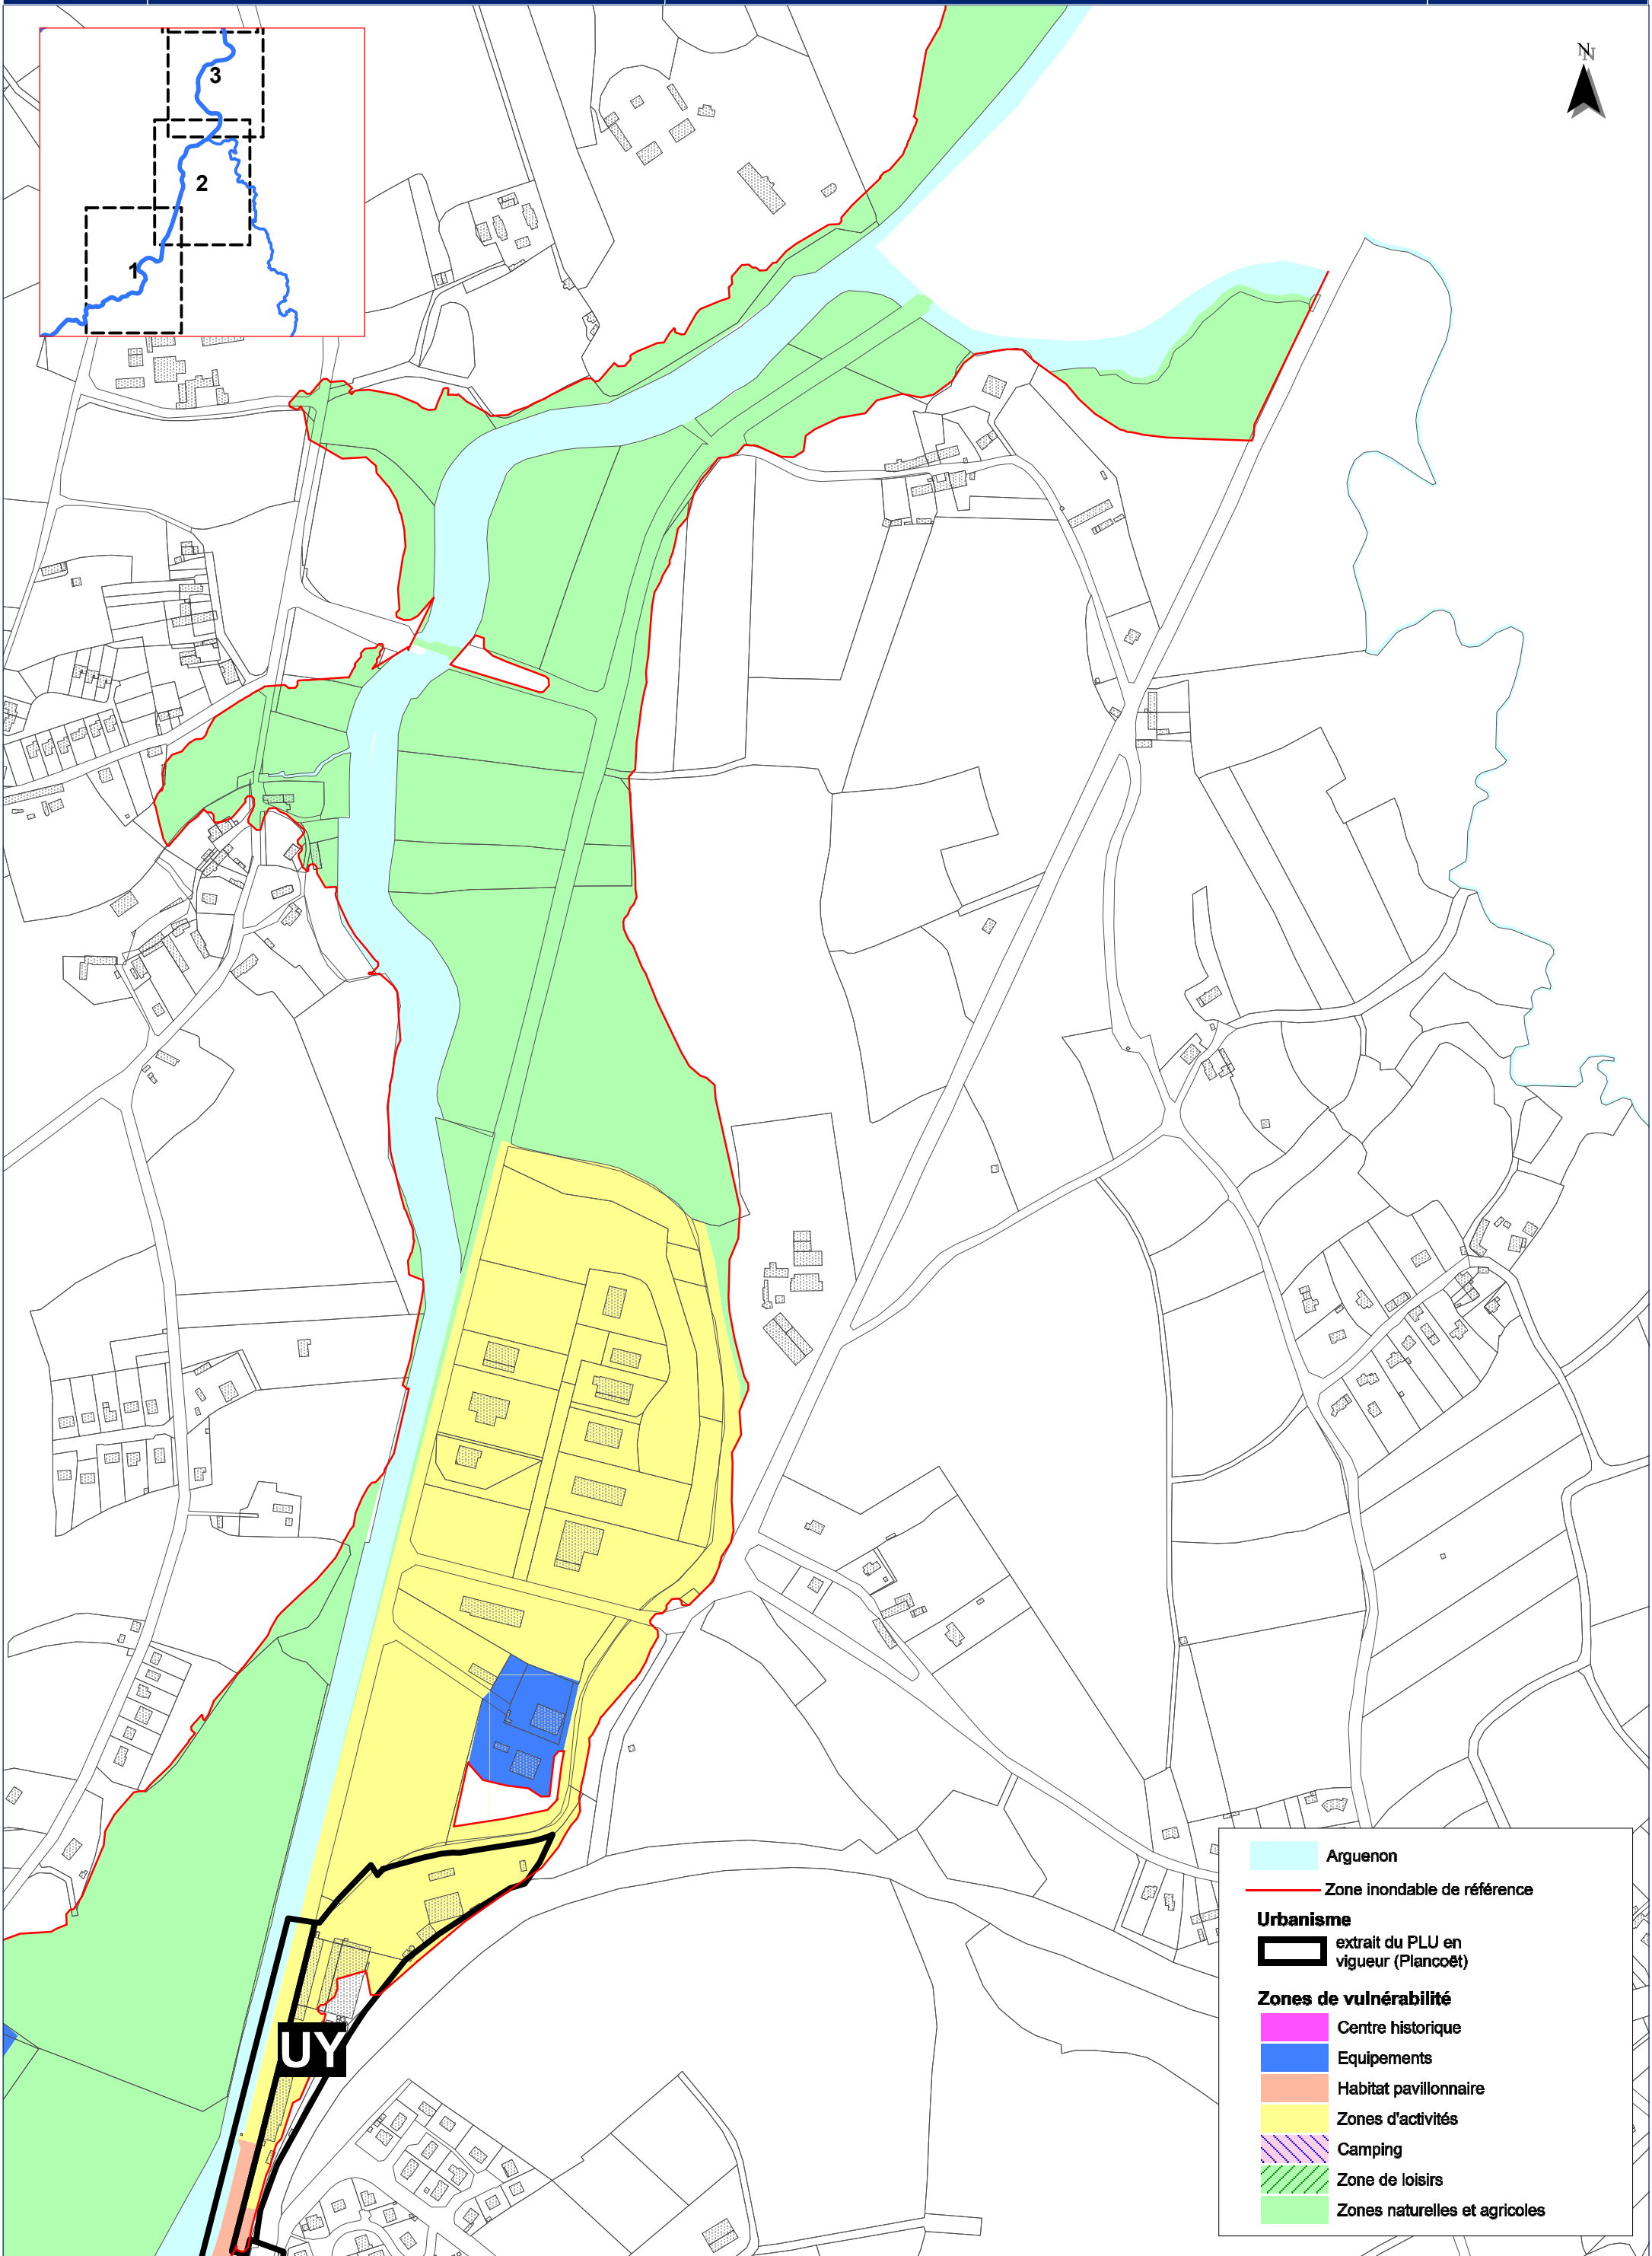 3
2
1
N
N
UY
Arguenon
Zone inondable de référence
Urbanisme
extrait du PLU en
vigueur (Plancoët)
Zones de vulnérabilité
Centre historique
Equipements
Habitat pavillonnaire
Zones d'activités
Camping
Zone de loisirs
Zones naturelles et agricoles